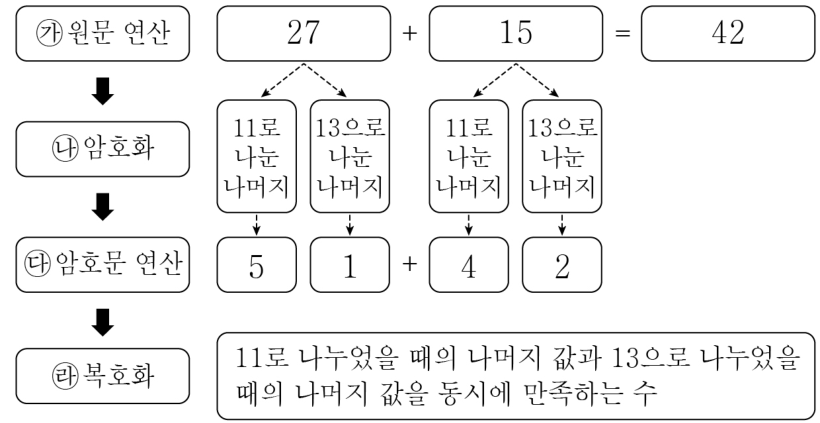 ㉮ 원문 연산
27 + 15 = 42
㉯ 암호화
11로 나눈 나머지
13으로 나눈 나머지
11로 나눈 나머지
13으로 나눈 나머지
㉰ 암호문 연산
5 1 + 4 2
㉱ 복호화
11로 나누었을 때의 나머지 값과 13으로 나누었을
때의 나머지 값을 동시에 만족하는 수